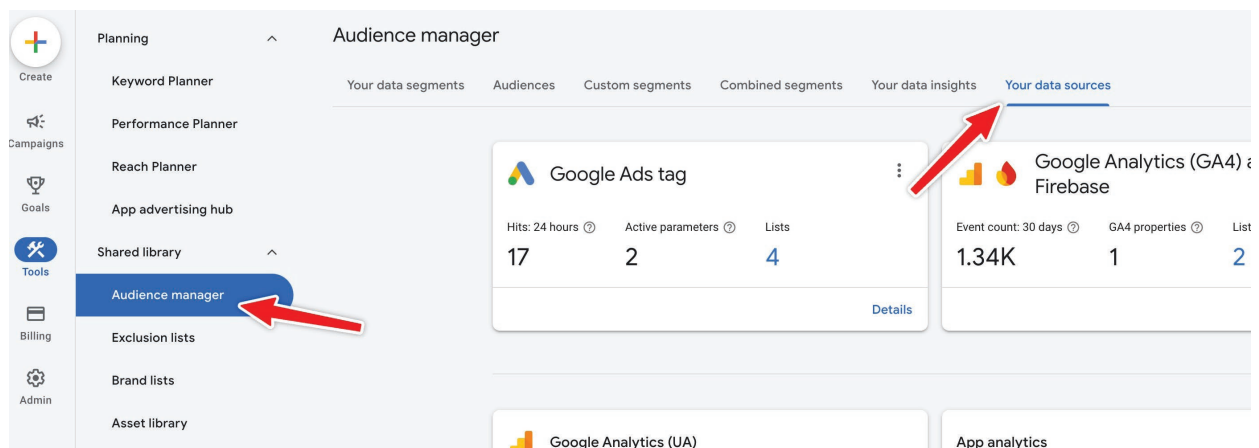 Create
Campaigns
Goals
Tools
Billing
Admin
Planning
Keyword Planner
Performance Planner
Reach Planner
App advertising hub
Shared library
Audience manager
Exclusion lists
Brand lists
Asset library
Audience manager
Your data segments Audiences Custom segments Combined segments Your data insights Your data sources
Google Ads tag
Hits: 24 hours Active parameters Lists
17 2 4
Details
Google Analytics (GA4) a
Firebase
Event count: 30 days GA4 properties List
1.34K 1 2
Google Analytics (UA)
App analytics